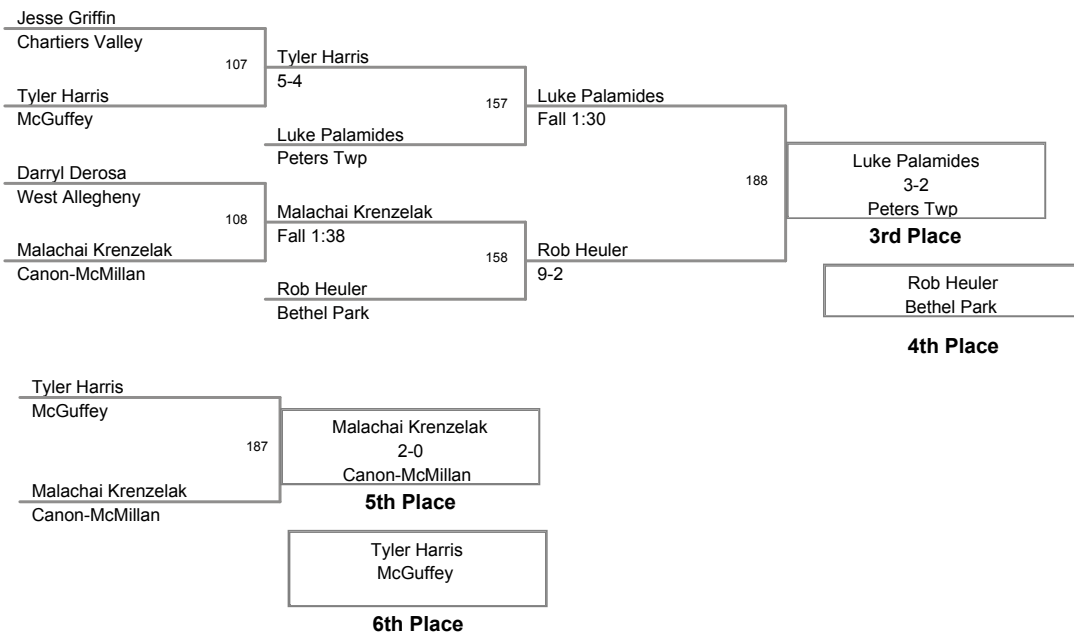 Jesse Griffin
Chartiers Valley
107
Tyler Harris
McGuffey
Tyler Harris
5-4
157
Luke Palamides
Peters Twp
Luke Palamides
Fall 1:30
Darryl Derosa
West Allegheny
108
Malachai Krenzelak
Canon-McMillan
Malachai Krenzelak
Fall 1:38
158
Rob Heuler
Bethel Park
Rob Heuler
9-2
188
Luke Palamides
3-2
Peters Twp
3rd Place
Rob Heuler
Bethel Park
4th Place
Tyler Harris
McGuffey
187
Malachai Krenzelak
Canon-McMillan
Malachai Krenzelak
2-0
Canon-McMillan
5th Place
Tyler Harris
McGuffey
6th Place